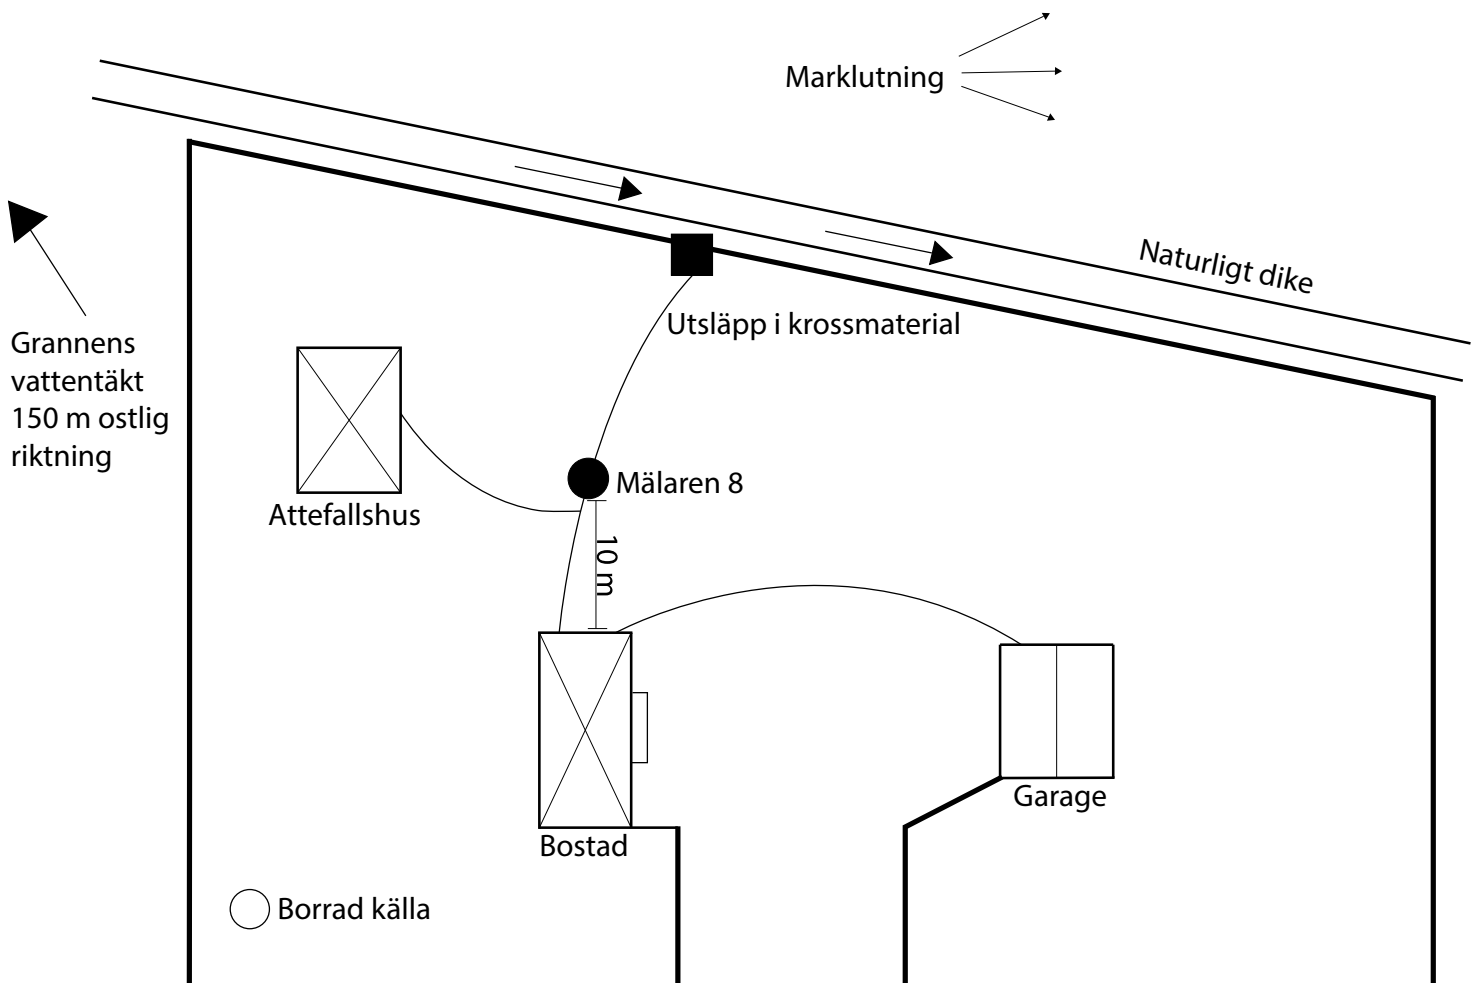 Marklutning
Naturligt dike
Utsläpp i krossmaterial
Grannens
vattentäkt
150 m ostlig
riktning
Mälaren 8
Attefallshus
10 m
Garage
Bostad
Borrad källa